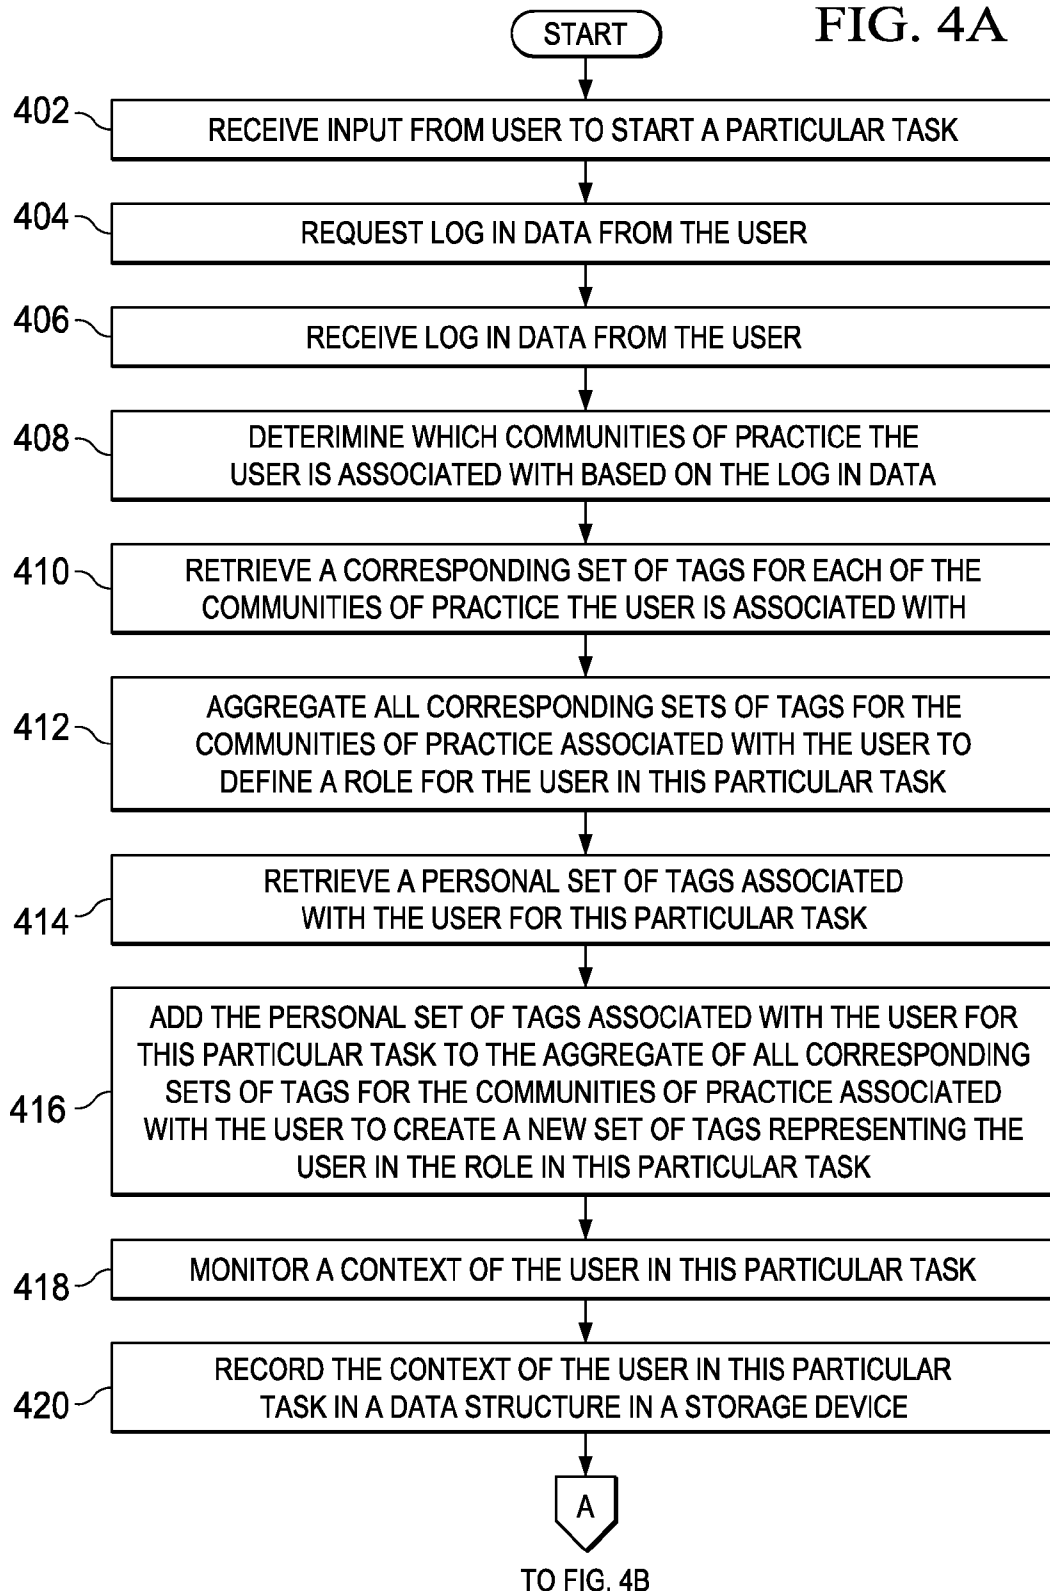 FIG. 4A
START
402
RECEIVE INPUT FROM USER TO START A PARTICULAR TASK
404
REQUEST LOG IN DATA FROM THE USER
406
RECEIVE LOG IN DATA FROM THE USER
408
DETERIMINE WHICH COMMUNITIES OF PRACTICE THE
USER IS ASSOCIATED WITH BASED ON THE LOG IN DATA
410
RETRIEVE A CORRESPONDING SET OF TAGS FOR EACH OF THE
COMMUNITIES OF PRACTICE THE USER IS ASSOCIATED WITH
412
AGGREGATE ALL CORRESPONDING SETS OF TAGS FOR THE
COMMUNITIES OF PRACTICE ASSOCIATED WITH THE USER TO
DEFINE A ROLE FOR THE USER IN THIS PARTICULAR TASK
414
RETRIEVE A PERSONAL SET OF TAGS ASSOCIATED
WITH THE USER FOR THIS PARTICULAR TASK
416
ADD THE PERSONAL SET OF TAGS ASSOCIATED WITH THE USER FOR
THIS PARTICULAR TASK TO THE AGGREGATE OF ALL CORRESPONDING
SETS OF TAGS FOR THE COMMUNITIES OF PRACTICE ASSOCIATED
WITH THE USER TO CREATE A NEW SET OF TAGS REPRESENTING THE
USER IN THE ROLE IN THIS PARTICULAR TASK
418
MONITOR A CONTEXT OF THE USER IN THIS PARTICULAR TASK
420
RECORD THE CONTEXT OF THE USER IN THIS PARTICULAR
TASK IN A DATA STRUCTURE IN A STORAGE DEVICE
A
TO FIG. 4B